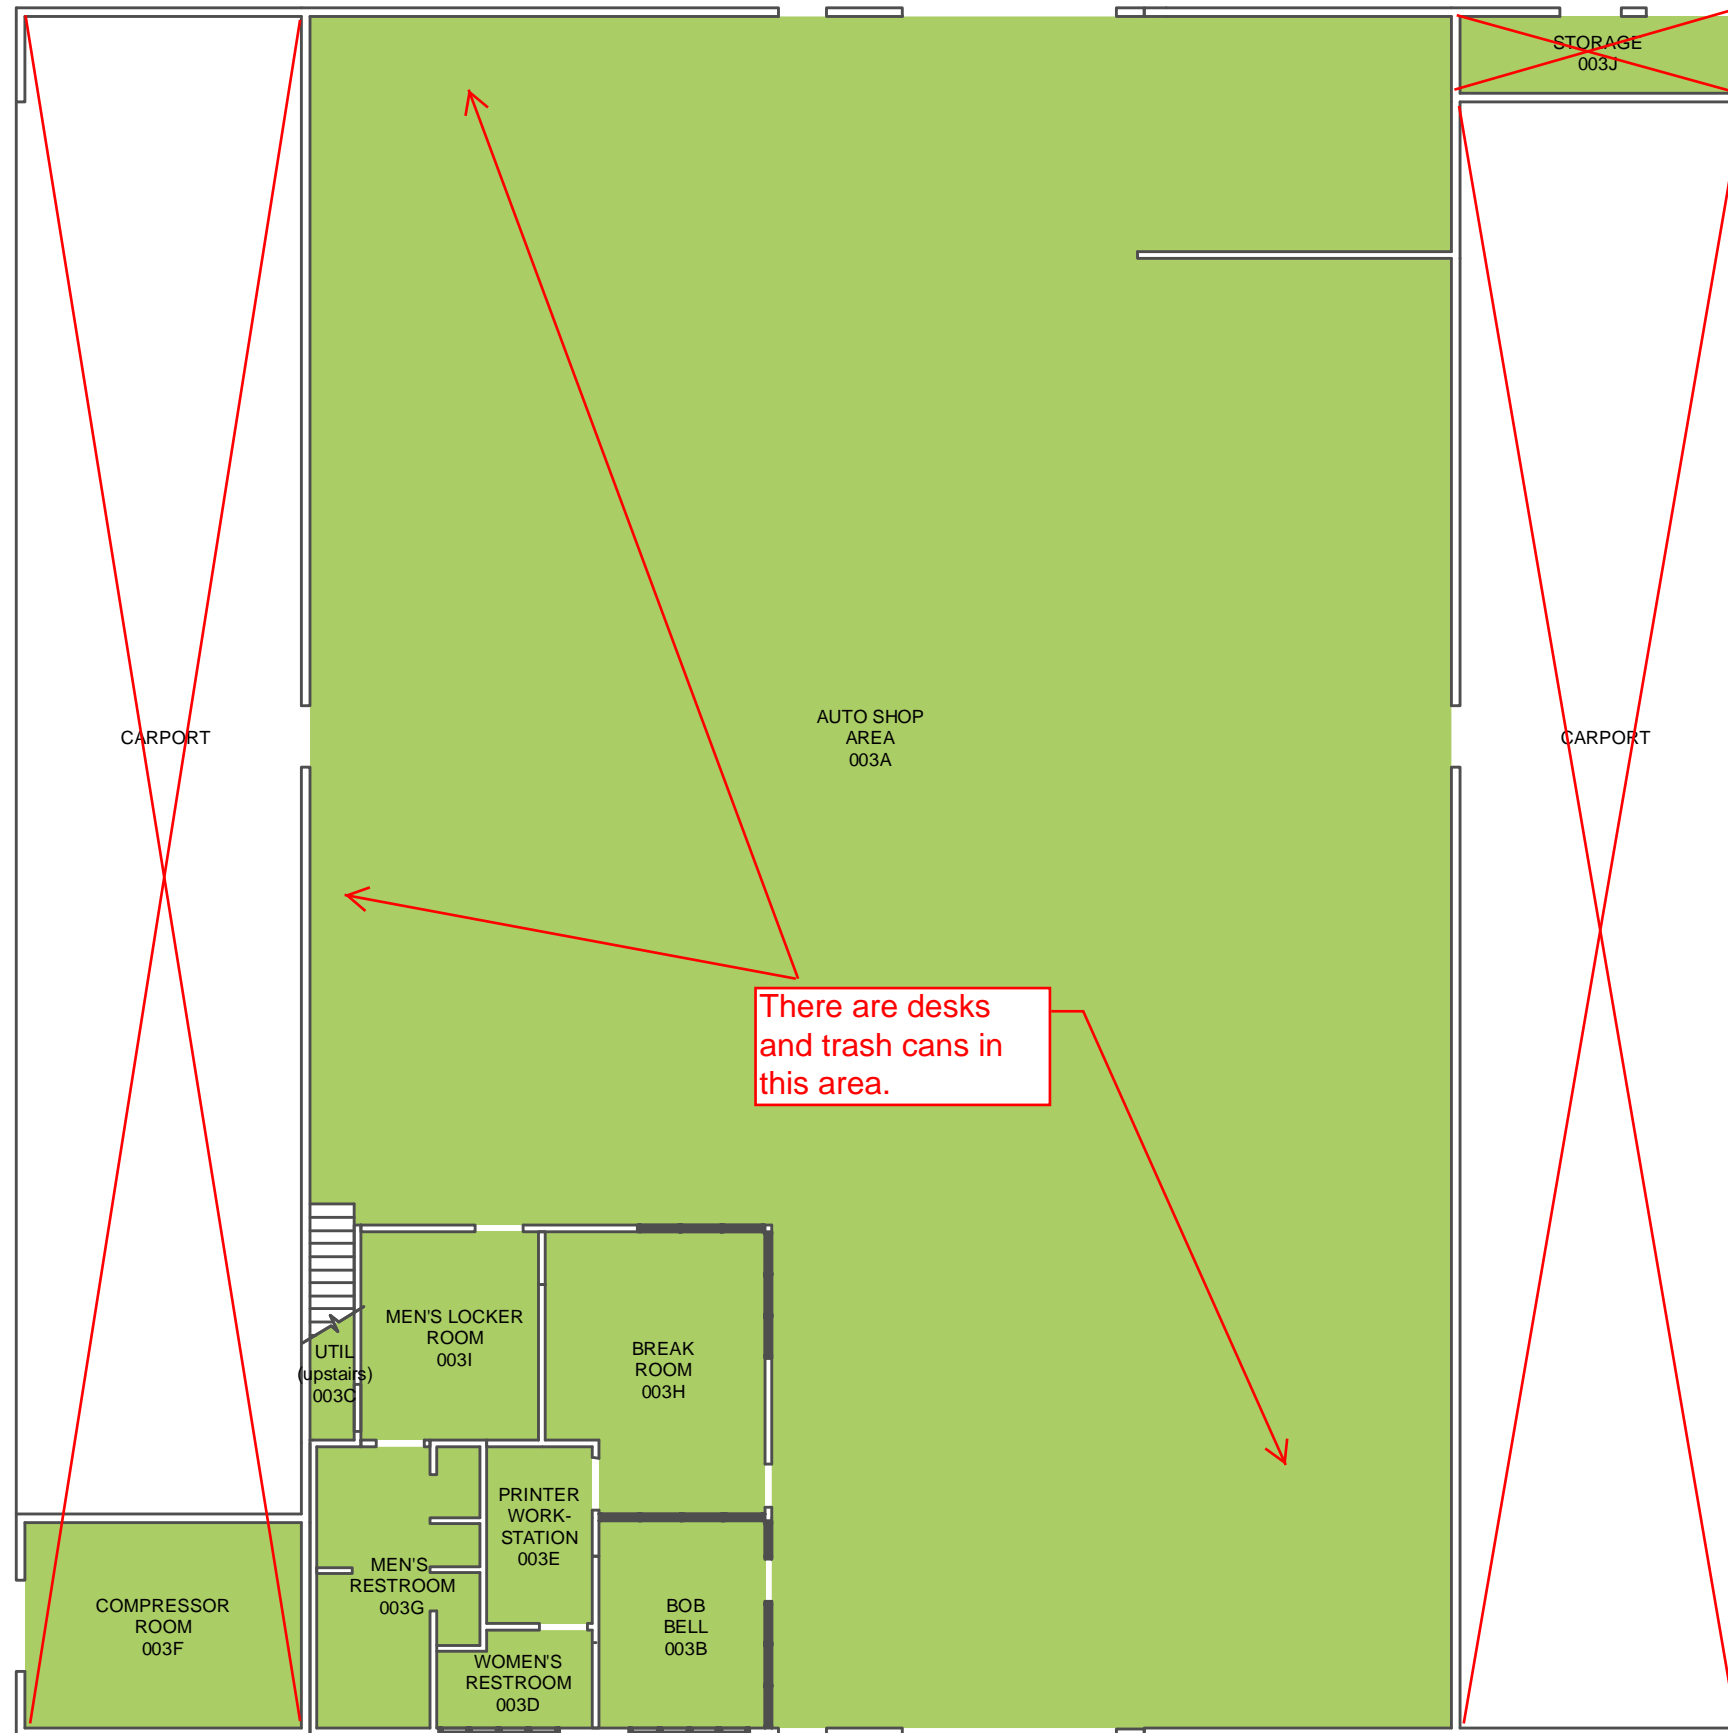 STORAGE
003J
AUTO SHOP
AREA
003A
CARPORT
CARPORT
There are desks
and trash cans in
this area.
MEN'S LOCKER
ROOM
003I
UTIL
(upstairs)
003C
BREAK
ROOM
003H
PRINTER
WORK-
STATION
003E
MEN'S
RESTROOM
003G
COMPRESSOR
ROOM
003F
BOB
BELL
003B
WOMEN'S
RESTROOM
003D